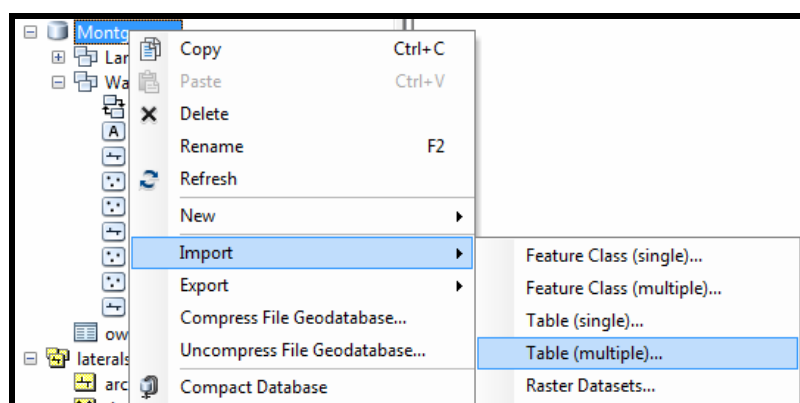 Montg
Lar
Wa
A
ow
laterals
arc
Copy Ctrl+C
Paste Ctrl+V
Delete
Rename F2
Refresh
New
Import
Export
Compress File Geodatabase...
Uncompress File Geodatabase...
Compact Database
Feature Class (single)...
Feature Class (multiple)...
Table (single)...
Table (multiple)...
Raster Datasets...